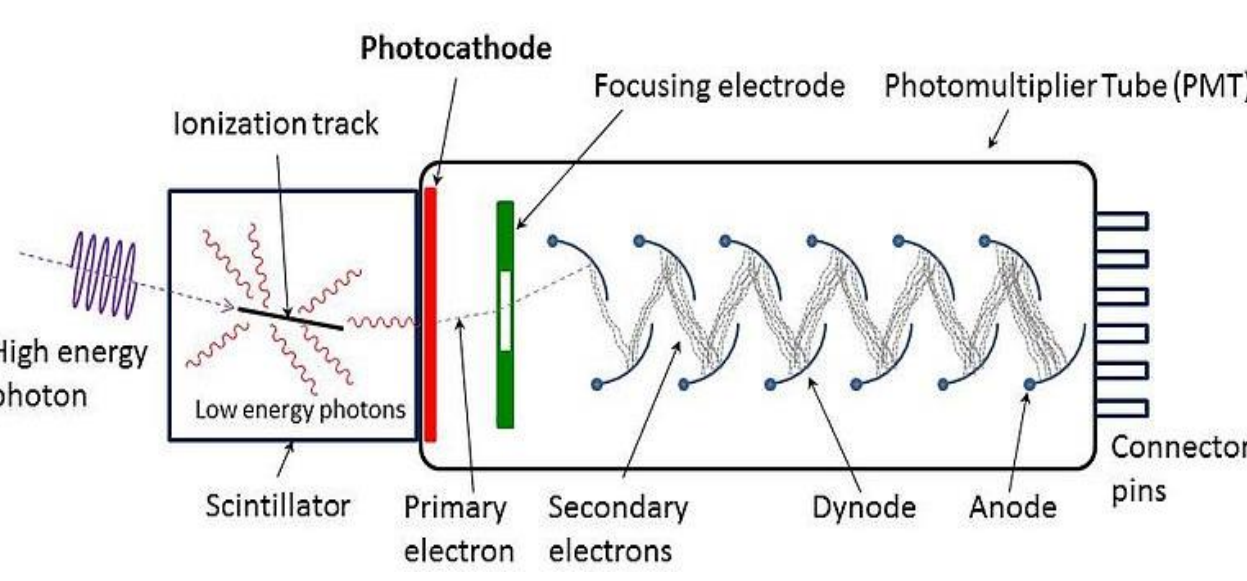 Photocathode
Focusing electrode
Photomultiplier Tube (PMT)
Ionization track
High energy
photon
Low energy photons
Scintillator
Primary
electron
Secondary
electrons
Dynode
Anode
Connector
pins